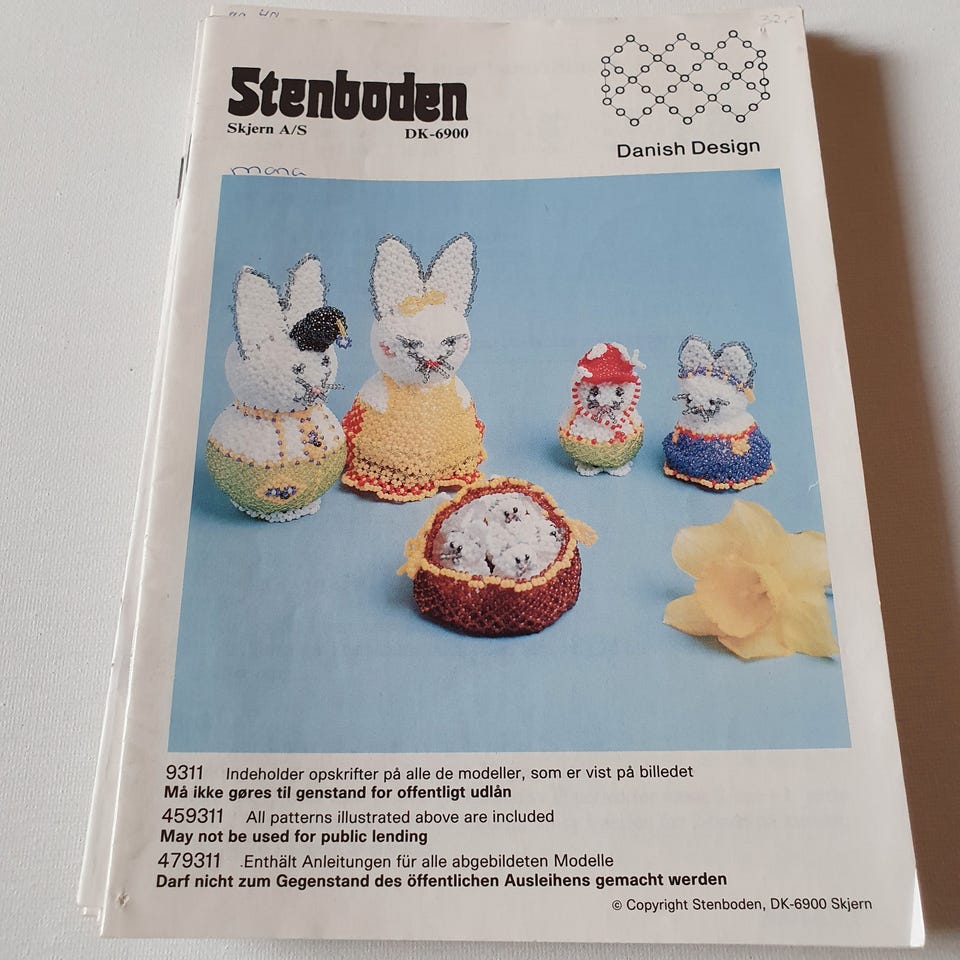 32,-
Stenboden
Skjern A/S DK-6900
Danish Design
mona
9311 Indeholder opskrifter på alle de modeller, som er vist på billedet
Må ikke gøres til genstand for offentligt udlån
459311 All patterns illustrated above are included
May not be used for public lending
479311 .Enthält Anleitungen für alle abgebildeten Modelle
Darf nicht zum Gegenstand des öffentlichen Ausleihens gemacht werden
© Copyright Stenboden, DK-6900 Skjern